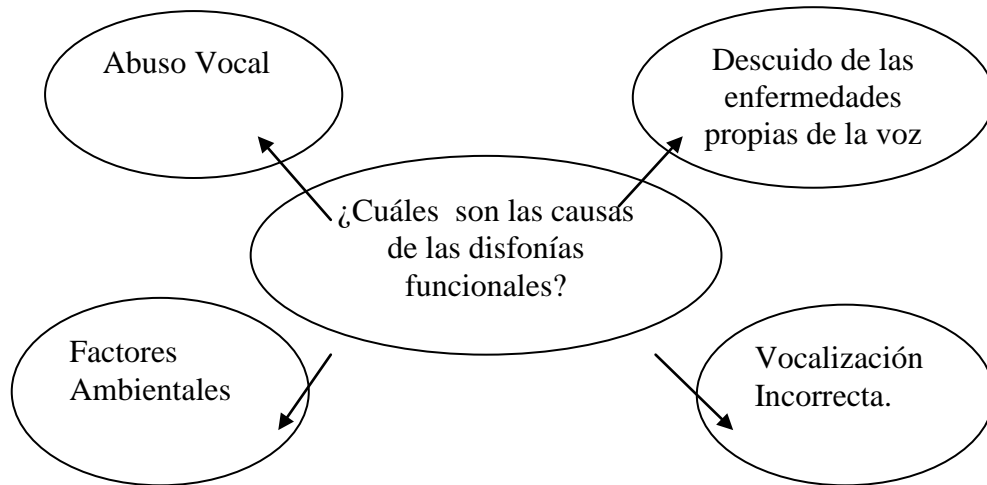 Abuso Vocal
Descuido de las
enfermedades
propias de la voz
¿Cuáles  son las causas
de las disfonías
funcionales?
Factores
Ambientales
Vocalización
Incorrecta.